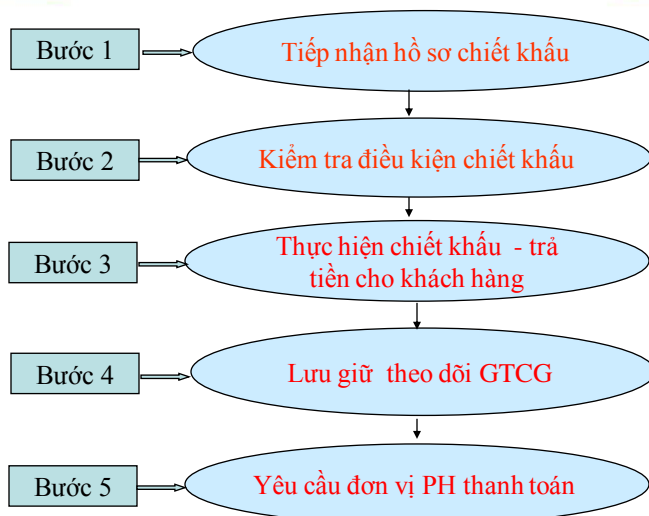 Bước 1
Tiếp nhận hồ sơ chiết khấu
Bước 2
Kiểm tra điều kiện chiết khấu
Bước 3
Thực hiện chiết khấu - trả
tiền cho khách hàng
Bước 4
Lưu giữ theo dõi GTCG
Bước 5
Yêu cầu đơn vị PH thanh toán